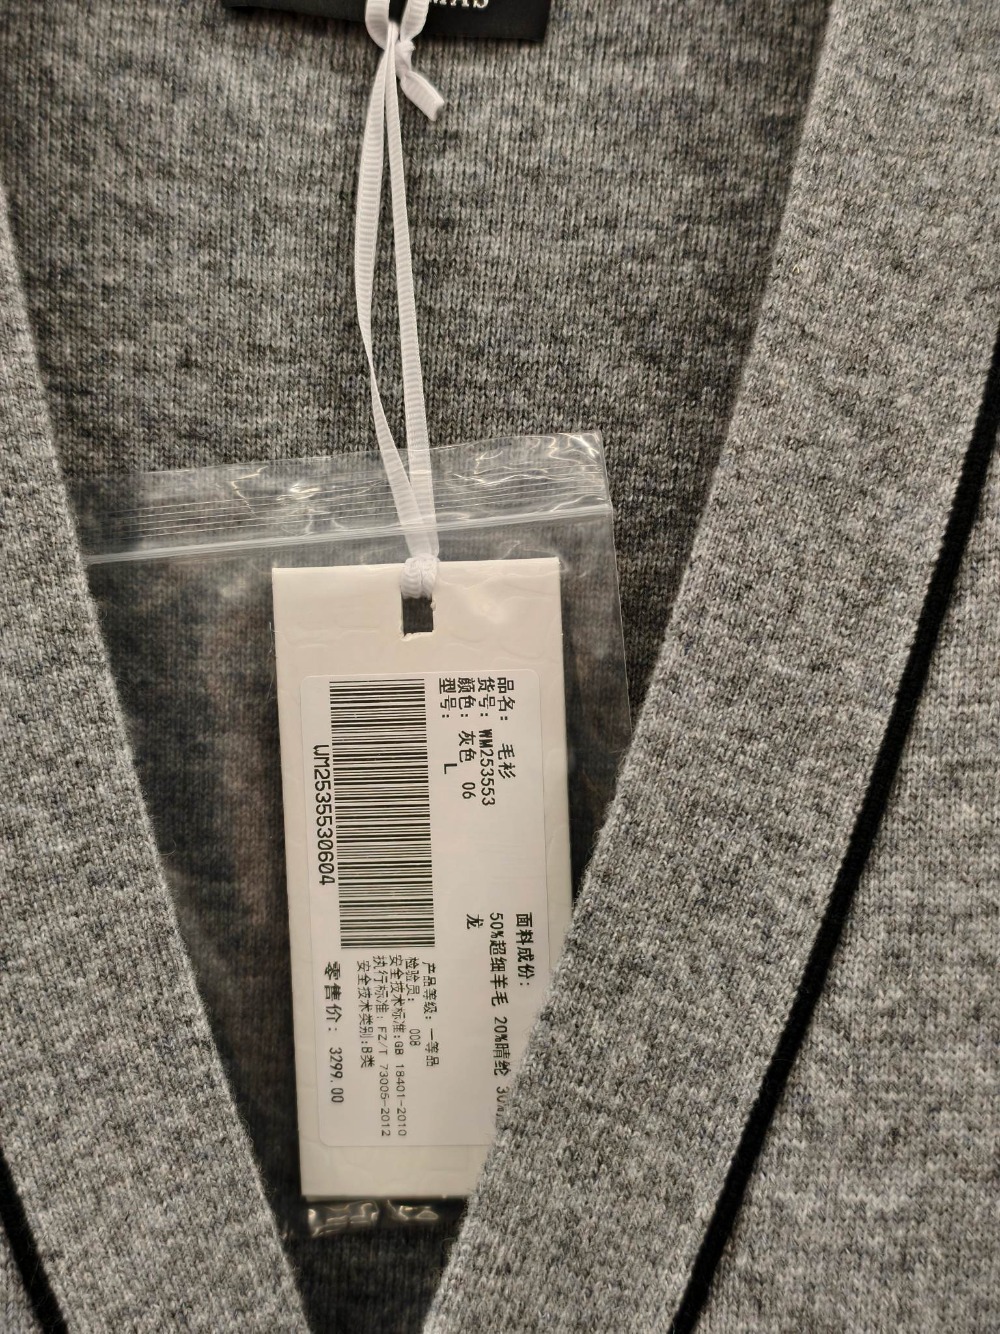 品名： 毛衫
货号：WM253553
颜色： 灰色 06
型号： L
面料成份：
50%超细羊毛 20%腈纶
龙
WM2535530604
产品等级：一等品
检验员： 008
安全技术标准:GB 18401-2010
执行标准：FZ/T 73005-2012
安全技术类别:B类
零售价： 3299.00